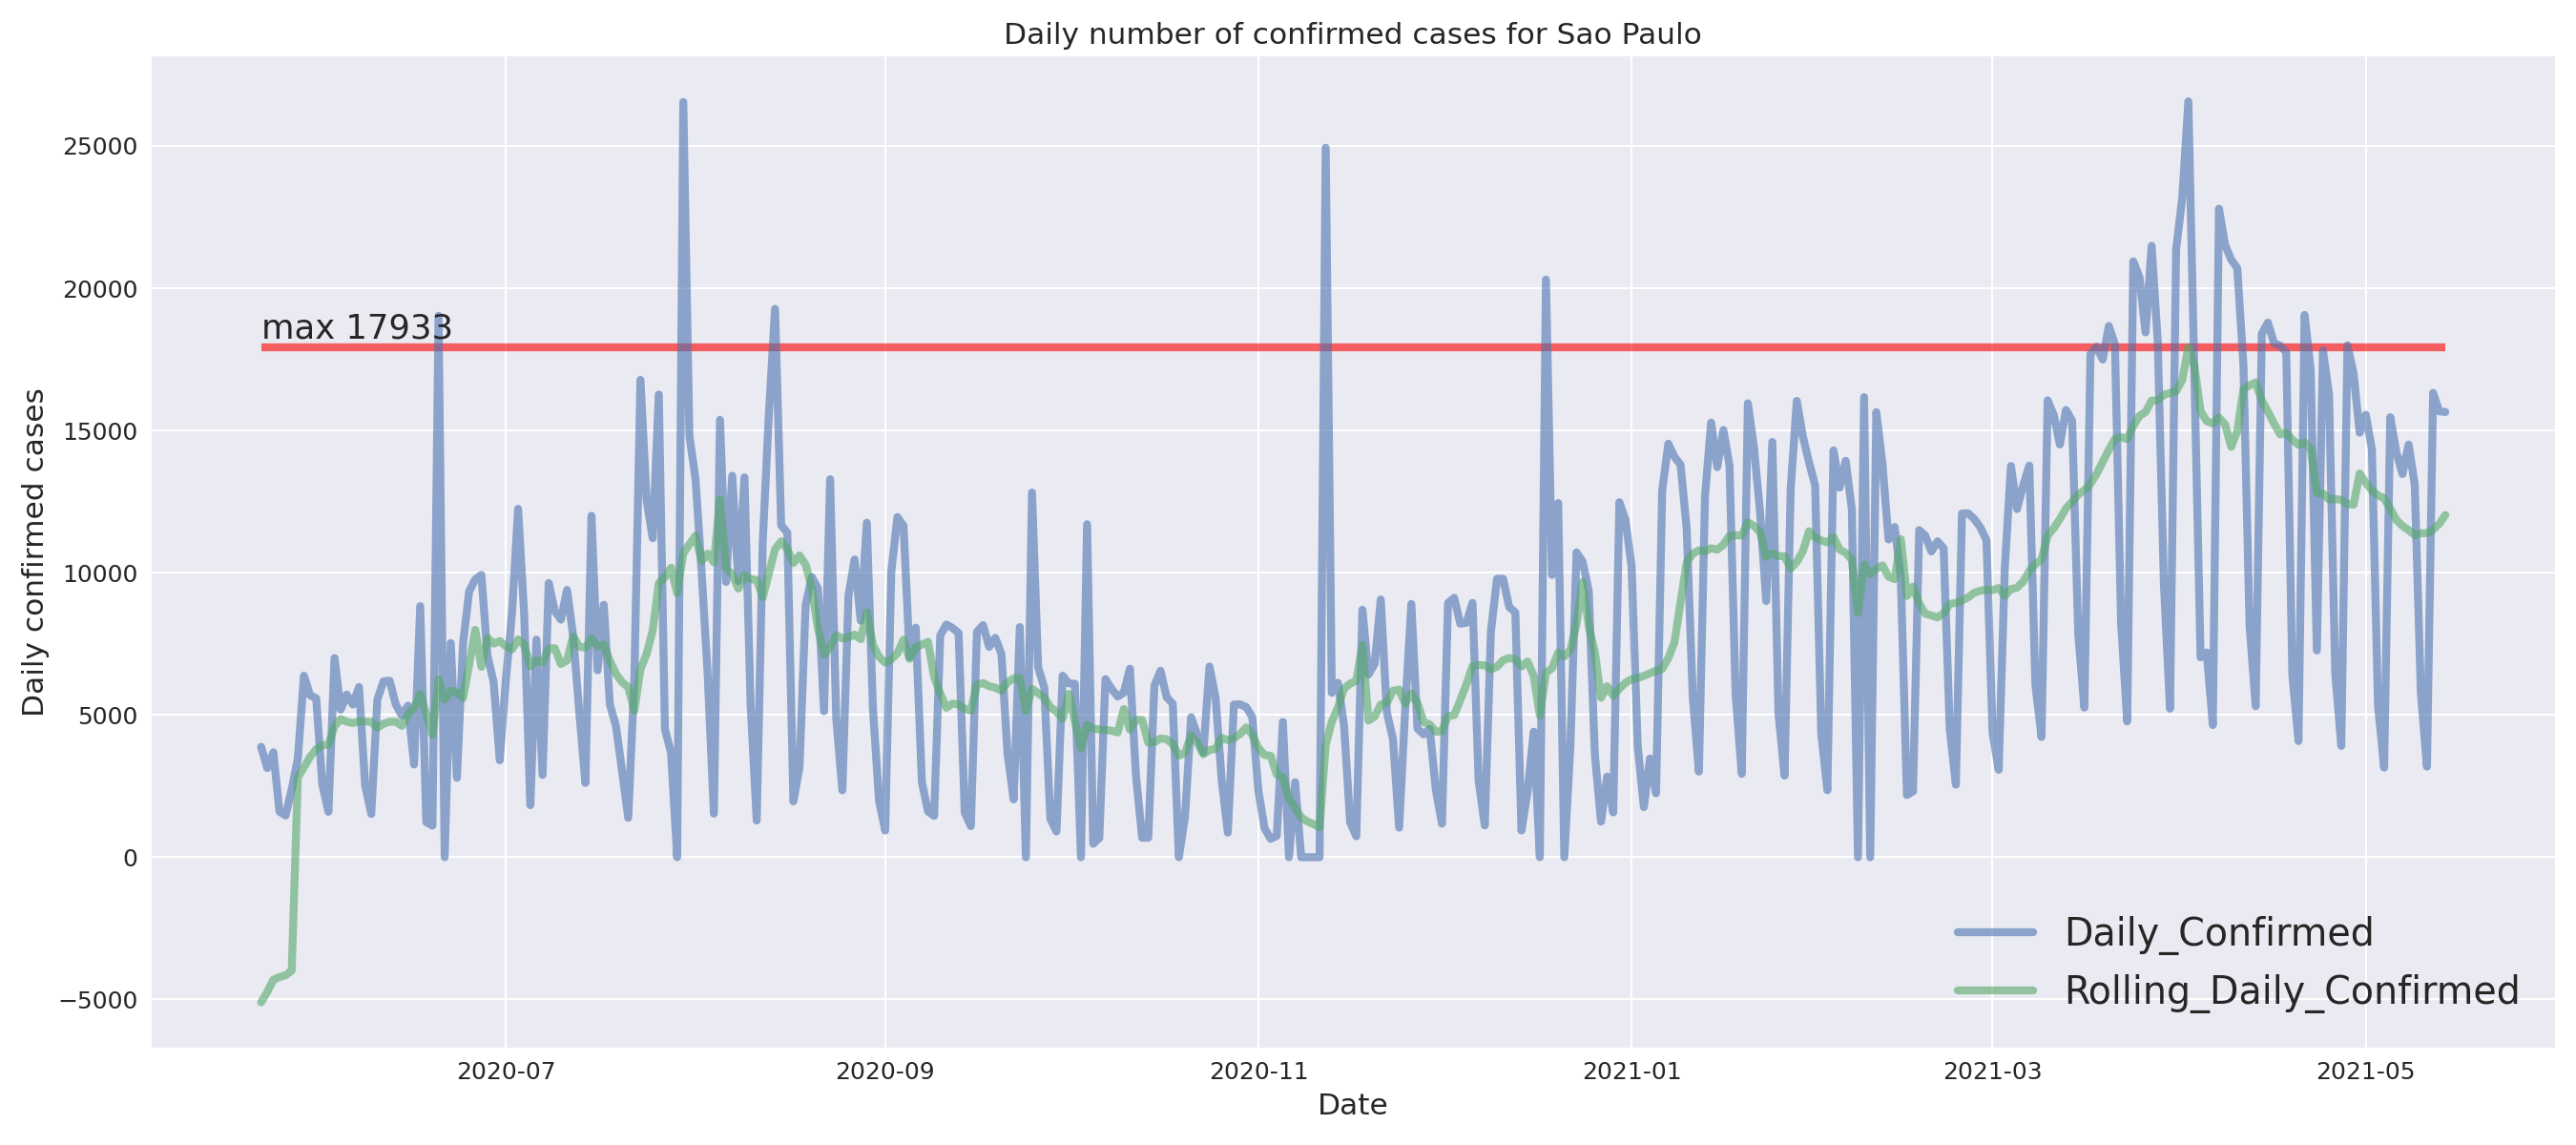 Daily number of confirmed cases for Sao Paulo
Daily confirmed cases
25000
20000
15000
10000
5000
0
−5000
max 17933
Daily_Confirmed
Rolling_Daily_Confirmed
2020-07
2020-09
2020-11
2021-01
2021-03
2021-05
Date